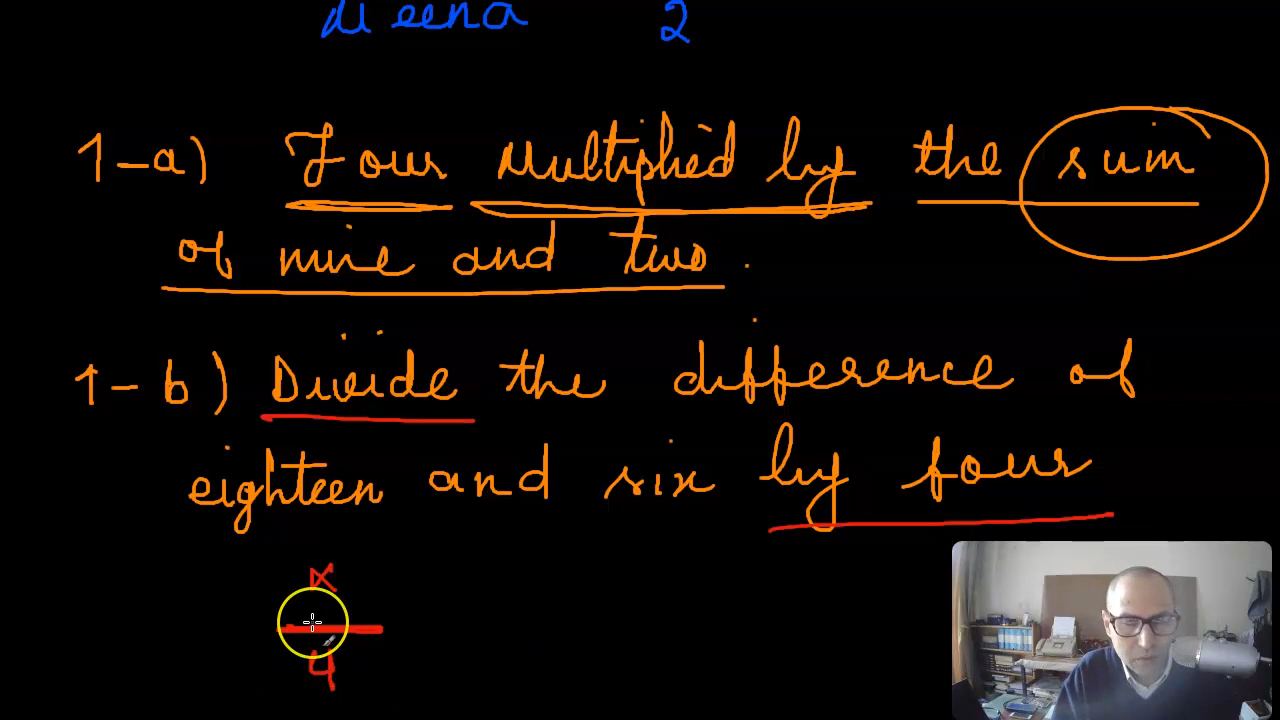 2
1-a) Four Multiplied by the sum
of nine and two.
1-b) Divide the difference of
eighteen and six by four
x
4